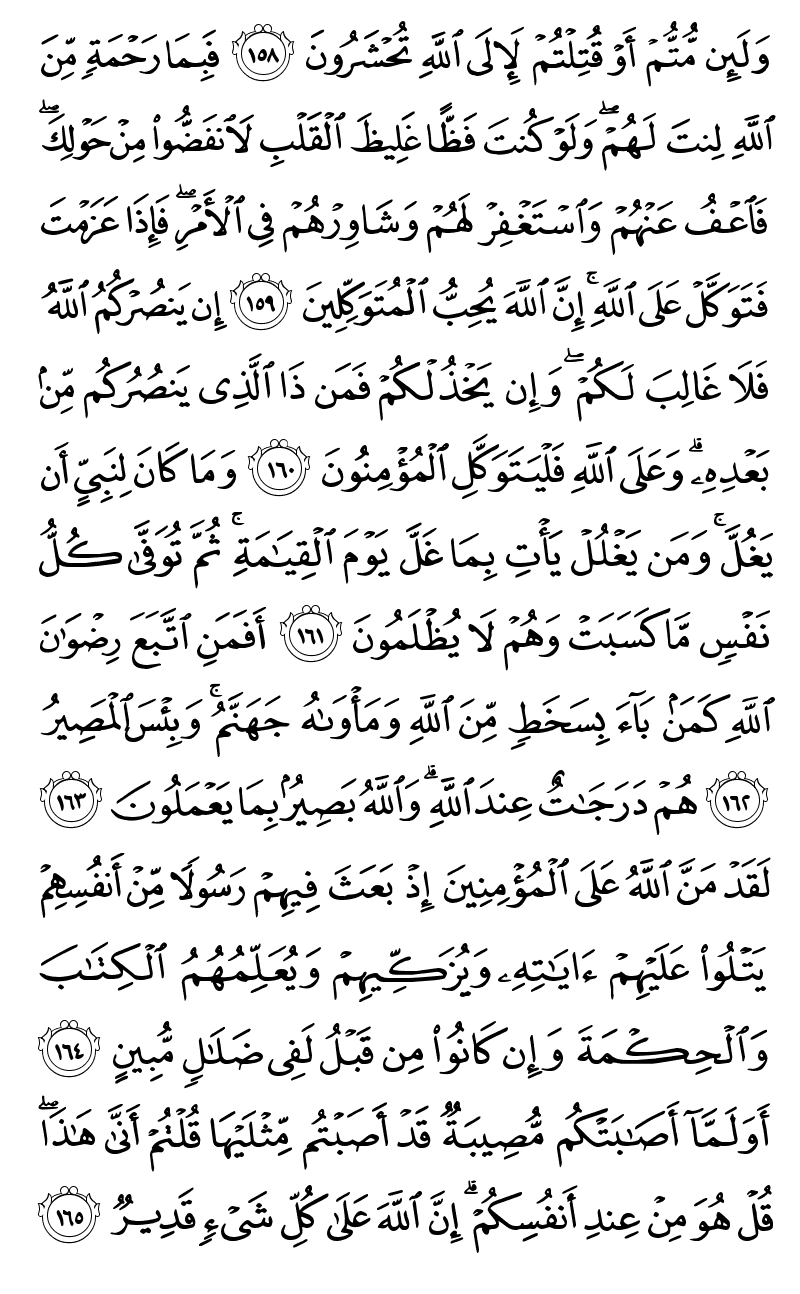 وَلَئِن مُّتُّمْ أَوْ قُتِلْتُمْ لَإِلَى ٱللَّهِ تُحْشَرُونَ ١٥٨ فَبِمَا رَحْمَةٍ مِّنَ
ٱللَّهِ لِنتَ لَهُمْ ۖ وَلَوْ كُنتَ فَظًّا غَلِيظَ ٱلْقَلْبِ لَٱنفَضُّوا۟ مِنْ حَوْلِكَ ۖ
فَٱعْفُ عَنْهُمْ وَٱسْتَغْفِرْ لَهُمْ وَشَاوِرْهُمْ فِى ٱلْأَمْرِ ۖ فَإِذَا عَزَمْتَ
فَتَوَكَّلْ عَلَى ٱللَّهِ ۚ إِنَّ ٱللَّهَ يُحِبُّ ٱلْمُتَوَكِّلِينَ ١٥٩ إِن يَنصُرْكُمُ ٱللَّهُ
فَلَا غَالِبَ لَكُمْ ۖ وَإِن يَخْذُلْكُمْ فَمَن ذَا ٱلَّذِى يَنصُرُكُم مِّنۢ
بَعْدِهِۦ ۗ وَعَلَى ٱللَّهِ فَلْيَتَوَكَّلِ ٱلْمُؤْمِنُونَ ١٦٠ وَمَا كَانَ لِنَبِىٍّ أَن
يَغُلَّ ۚ وَمَن يَغْلُلْ يَأْتِ بِمَا غَلَّ يَوْمَ ٱلْقِيَـٰمَةِ ۚ ثُمَّ تُوَفَّىٰ كُلُّ
نَفْسٍ مَّا كَسَبَتْ وَهُمْ لَا يُظْلَمُونَ ١٦١ أَفَمَنِ ٱتَّبَعَ رِضْوَٰنَ
ٱللَّهِ كَمَنۢ بَآءَ بِسَخَطٍ مِّنَ ٱللَّهِ وَمَأْوَىٰهُ جَهَنَّمُ ۚ وَبِئْسَ ٱلْمَصِيرُ
١٦٢ هُمْ دَرَجَـٰتٌ عِندَ ٱللَّهِ ۗ وَٱللَّهُ بَصِيرٌۢ بِمَا يَعْمَلُونَ ١٦٣
لَقَدْ مَنَّ ٱللَّهُ عَلَى ٱلْمُؤْمِنِينَ إِذْ بَعَثَ فِيهِمْ رَسُولًا مِّنْ أَنفُسِهِمْ
يَتْلُوا۟ عَلَيْهِمْ ءَايَـٰتِهِۦ وَيُزَكِّيهِمْ وَيُعَلِّمُهُمُ ٱلْكِتَـٰبَ
وَٱلْحِكْمَةَ وَإِن كَانُوا۟ مِن قَبْلُ لَفِى ضَلَـٰلٍ مُّبِينٍ ١٦٤
أَوَلَمَّآ أَصَـٰبَتْكُم مُّصِيبَةٌ قَدْ أَصَبْتُم مِّثْلَيْهَا قُلْتُمْ أَنَّىٰ هَـٰذَا ۖ
قُلْ هُوَ مِنْ عِندِ أَنفُسِكُمْ ۗ إِنَّ ٱللَّهَ عَلَىٰ كُلِّ شَىْءٍ قَدِيرٌ ١٦٥